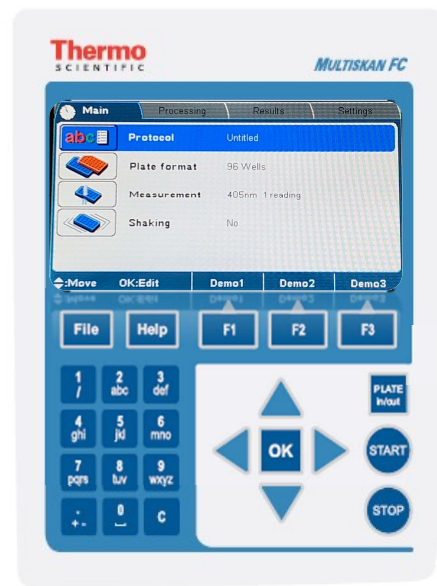 Thermo
SCIENTIFIC
MULTISKAN FC
Main Processing Results Settings
abc Protocol Untitled
Plate format 96 Wells
Measurement 405nm 1 reading
Shaking No
:Move OK:Edit Demo1 Demo2 Demo3
File Help F1 F2 F3
1 2 3
/ abc def
4 5 6
ghi jkl mno
7 8 9
pqrs tuv wxyz
. 0 C
+ -
OK
PLATE
in/out
START
STOP